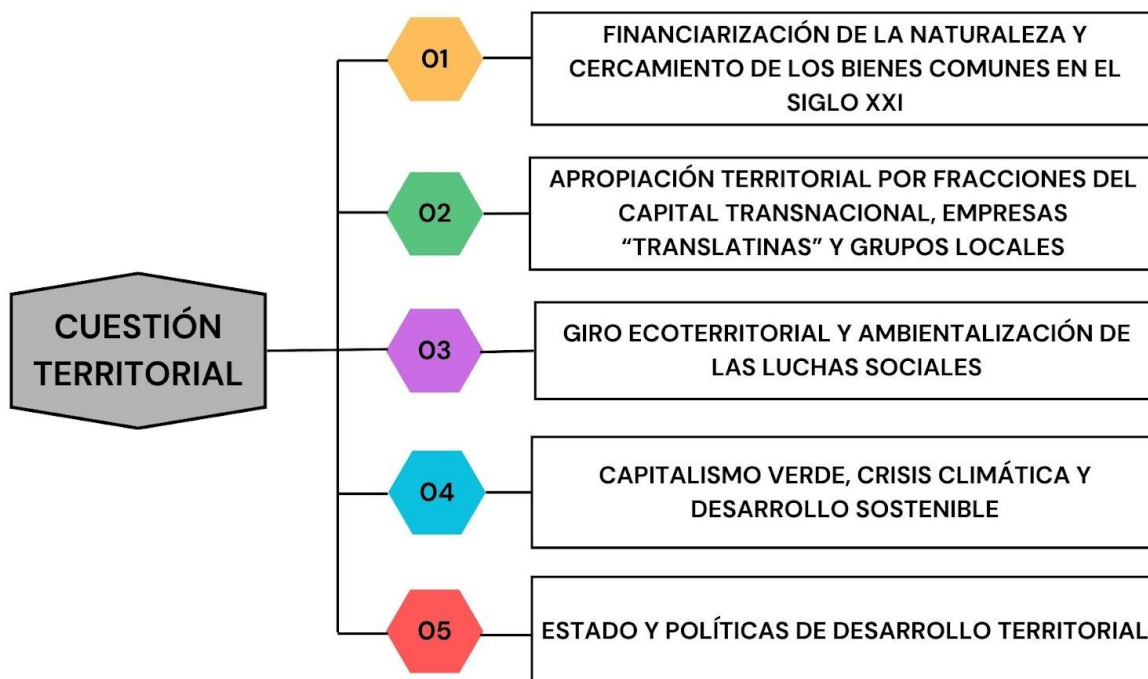 CUESTIÓN
TERRITORIAL
01
FINANCIARIZACIÓN DE LA NATURALEZA Y
CERCAMIENTO DE LOS BIENES COMUNES EN EL
SIGLO XXI
02
APROPIACIÓN TERRITORIAL POR FRACCIONES DEL
CAPITAL TRANSNACIONAL, EMPRESAS
“TRANSLATINAS” Y GRUPOS LOCALES
03
GIRO ECOTERRITORIAL Y AMBIENTALIZACIÓN DE
LAS LUCHAS SOCIALES
04
CAPITALISMO VERDE, CRISIS CLIMÁTICA Y
DESARROLLO SOSTENIBLE
05
ESTADO Y POLÍTICAS DE DESARROLLO TERRITORIAL